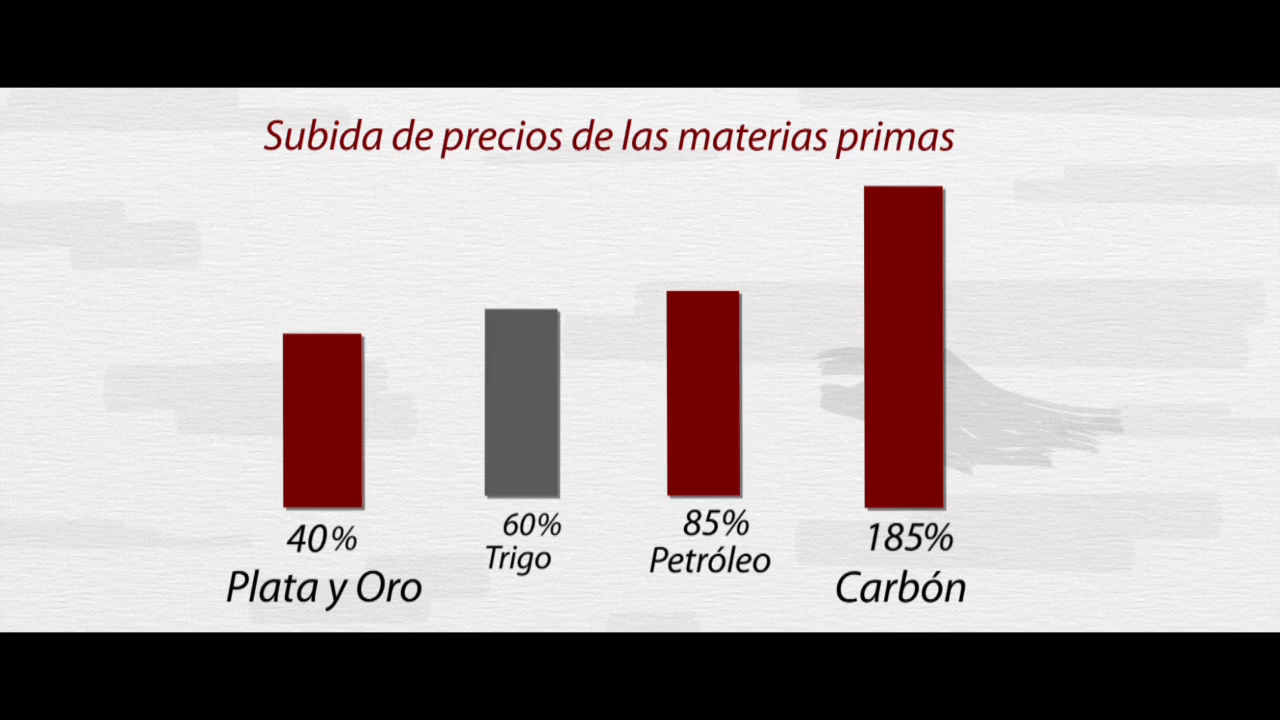 Subida de precios de las materias primas
40%
Plata y Oro
60%
Trigo
85%
Petróleo
185%
Carbón